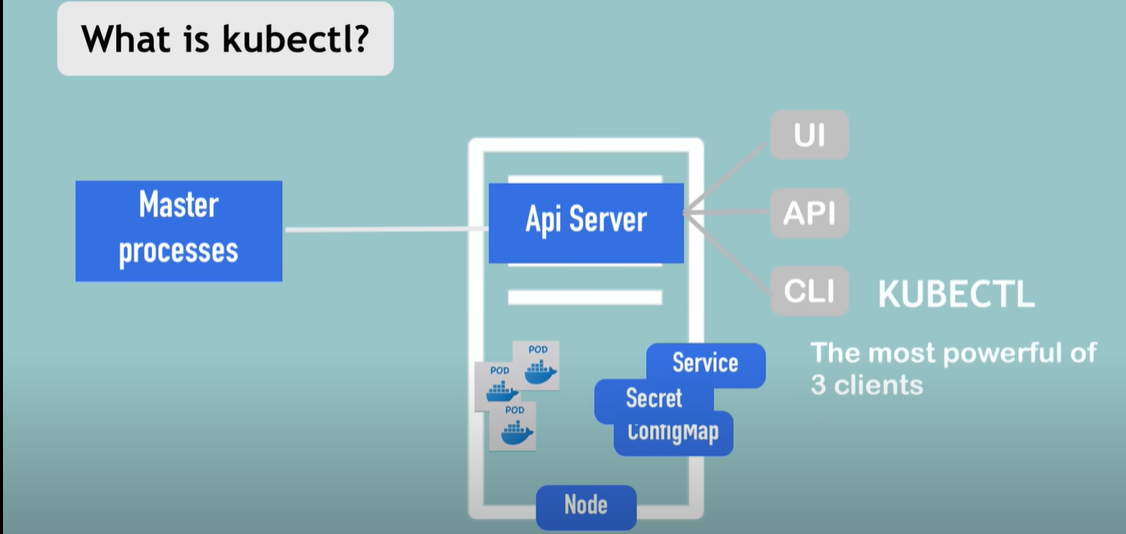 What is kubectl?
Master
processes
Api Server
UI
API
CLI
KUBECTL
The most powerful of
3 clients
POD
POD
POD
Service
Secret
ConfigMap
Node